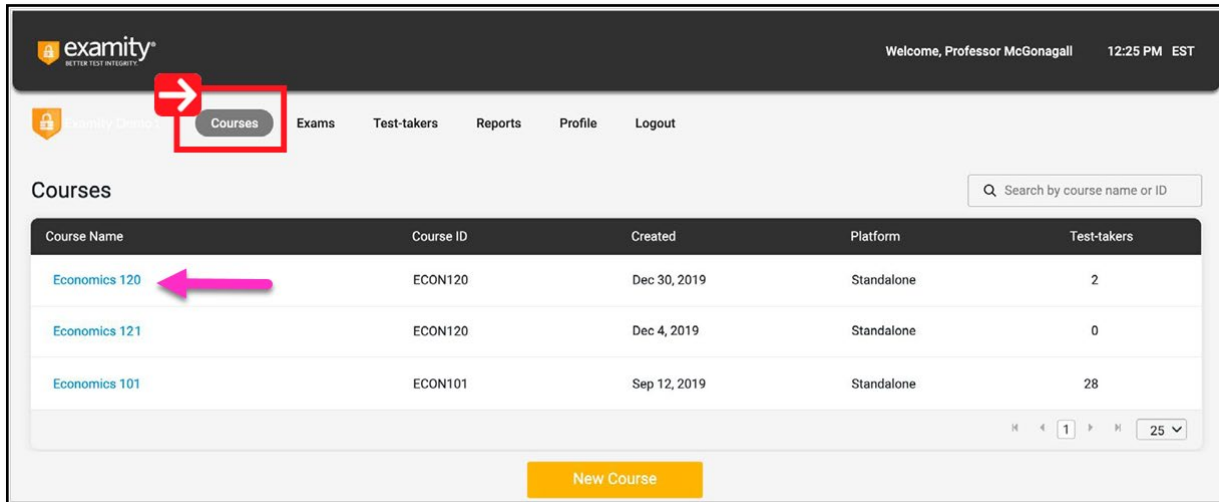 examity®
BETTER TEST INTEGRITY.
Welcome, Professor McGonagall 12:25 PM EST
Examity Demo Courses Exams Test-takers Reports Profile Logout
Courses
Search by course name or ID
Course Name Course ID Created Platform Test-takers
Economics 120 ECON120 Dec 30, 2019 Standalone 2
Economics 121 ECON120 Dec 4, 2019 Standalone 0
Economics 101 ECON101 Sep 12, 2019 Standalone 28
1 25
New Course